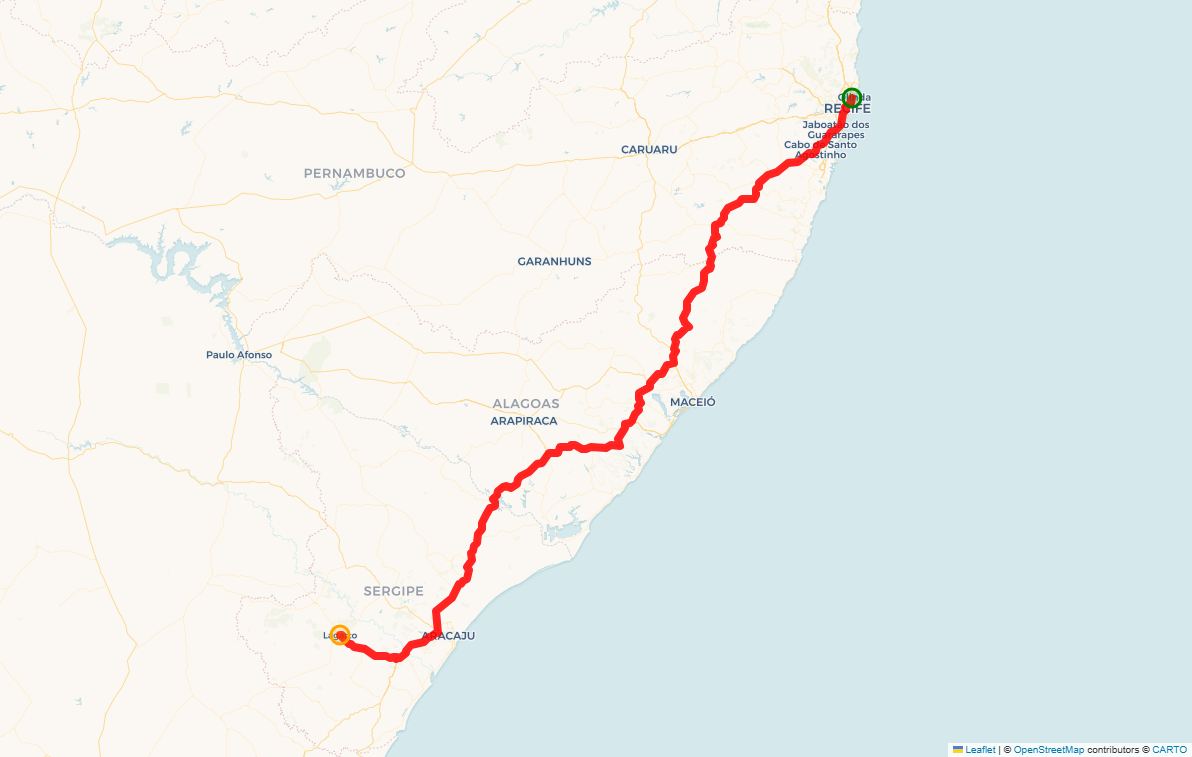 RECIFE
Jaboatão dos
Guararapes
Cabo de Santo
Agostinho
CARUARU
PERNAMBUCO
GARANHUNS
Paulo Afonso
ALAGOAS
MACEIÓ
ARAPIRACA
SERGIPE
Lagarto
ARACAJU
Leaflet | © OpenStreetMap contributors © CARTO